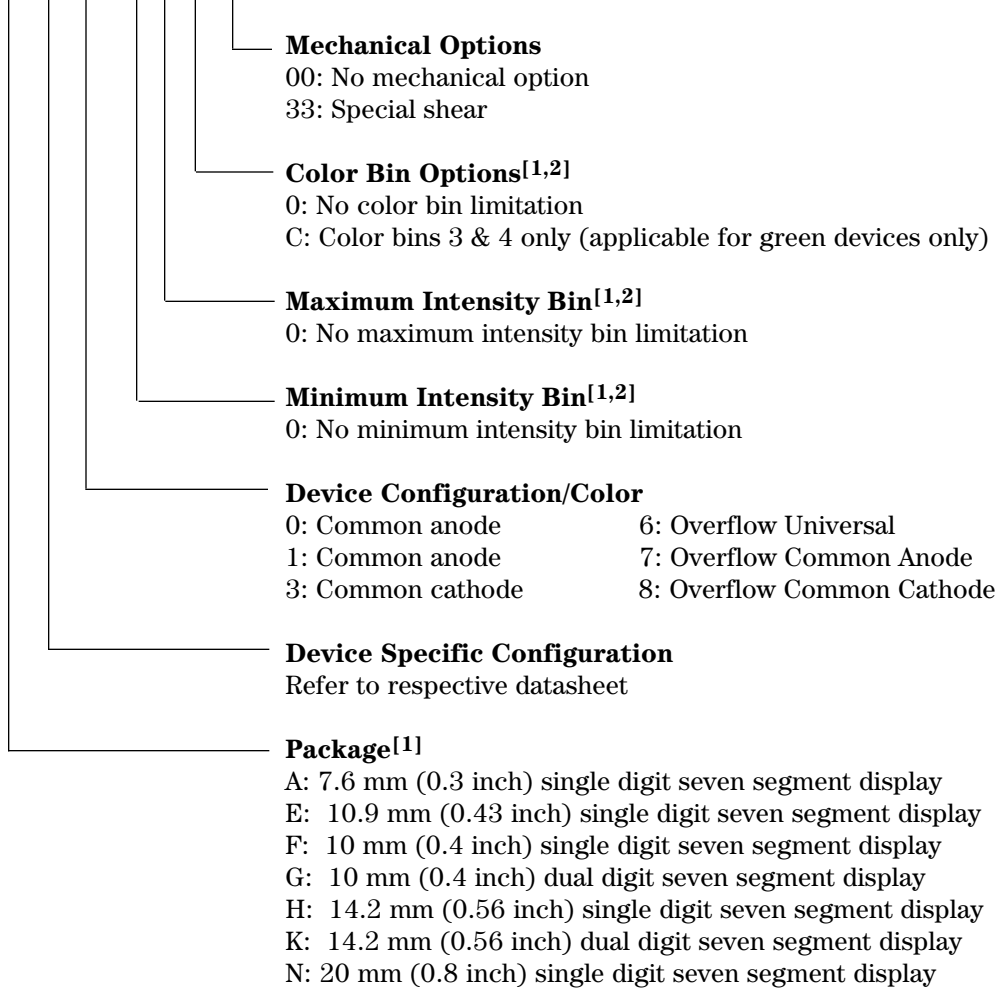 Mechanical Options
00: No mechanical option
33: Special shear
Color Bin Options[1,2]
0: No color bin limitation
C: Color bins 3 & 4 only (applicable for green devices only)
Maximum Intensity Bin[1,2]
0: No maximum intensity bin limitation
Minimum Intensity Bin[1,2]
0: No minimum intensity bin limitation
Device Configuration/Color
0: Common anode 6: Overflow Universal
1: Common anode 7: Overflow Common Anode
3: Common cathode 8: Overflow Common Cathode
Device Specific Configuration
Refer to respective datasheet
Package[1]
A: 7.6 mm (0.3 inch) single digit seven segment display
E: 10.9 mm (0.43 inch) single digit seven segment display
F: 10 mm (0.4 inch) single digit seven segment display
G: 10 mm (0.4 inch) dual digit seven segment display
H: 14.2 mm (0.56 inch) single digit seven segment display
K: 14.2 mm (0.56 inch) dual digit seven segment display
N: 20 mm (0.8 inch) single digit seven segment display